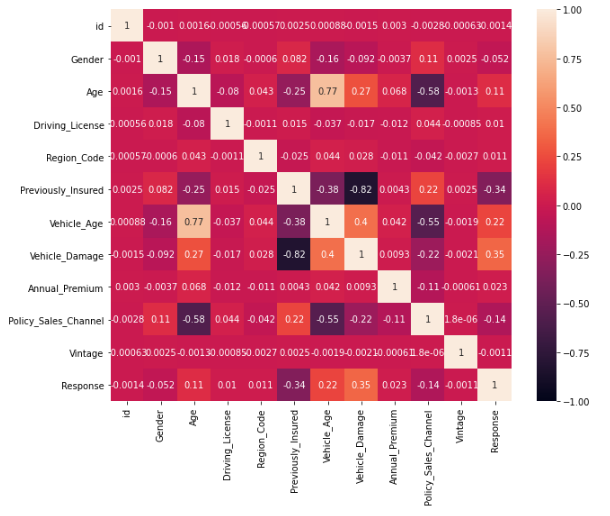 id 1 -0.001 0.0016 -0.00056 -0.00057 0.0025 0.00088 -0.0015 0.003 -0.0028 -0.00063 -0.0014
Gender -0.001 1 -0.15 0.018 -0.0006 0.082 -0.16 -0.092 -0.0037 0.11 0.0025 -0.052
Age 0.0016 -0.15 1 -0.08 0.043 -0.25 0.77 0.27 0.068 -0.58 -0.0013 0.11
Driving_License -0.00056 0.018 -0.08 1 -0.0011 0.015 -0.037 -0.017 -0.012 0.044 -0.00085 0.01
Region_Code -0.00057 -0.0006 0.043 -0.0011 1 -0.025 0.044 0.028 -0.011 -0.042 -0.0027 0.011
Previously_Insured 0.0025 0.082 -0.25 0.015 -0.025 1 -0.38 -0.82 0.0043 0.22 0.0025 -0.34
Vehicle_Age 0.00088 -0.16 0.77 -0.037 0.044 -0.38 1 0.4 0.042 -0.55 -0.0019 0.22
Vehicle_Damage -0.0015 -0.092 0.27 -0.017 0.028 -0.82 0.4 1 0.0093 -0.22 -0.0021 0.35
Annual_Premium 0.003 -0.0037 0.068 -0.012 -0.011 0.0043 0.042 0.0093 1 -0.11 -0.00061 0.023
Policy_Sales_Channel -0.0028 0.11 -0.58 0.044 -0.042 0.22 -0.55 -0.22 -0.11 1 1.8e-06 -0.14
Vintage -0.00063 0.0025 -0.0013 -0.00085 -0.0027 0.0025 -0.0019 -0.0021 -0.00061 1.8e-06 1 -0.0011
Response -0.0014 -0.052 0.11 0.01 0.011 -0.34 0.22 0.35 0.023 -0.14 -0.0011 1
id
Gender
Age
Driving_License
Region_Code
Previously_Insured
Vehicle_Age
Vehicle_Damage
Annual_Premium
Policy_Sales_Channel
Vintage
Response
1.00
0.75
0.50
0.25
0.00
−0.25
−0.50
−0.75
−1.00